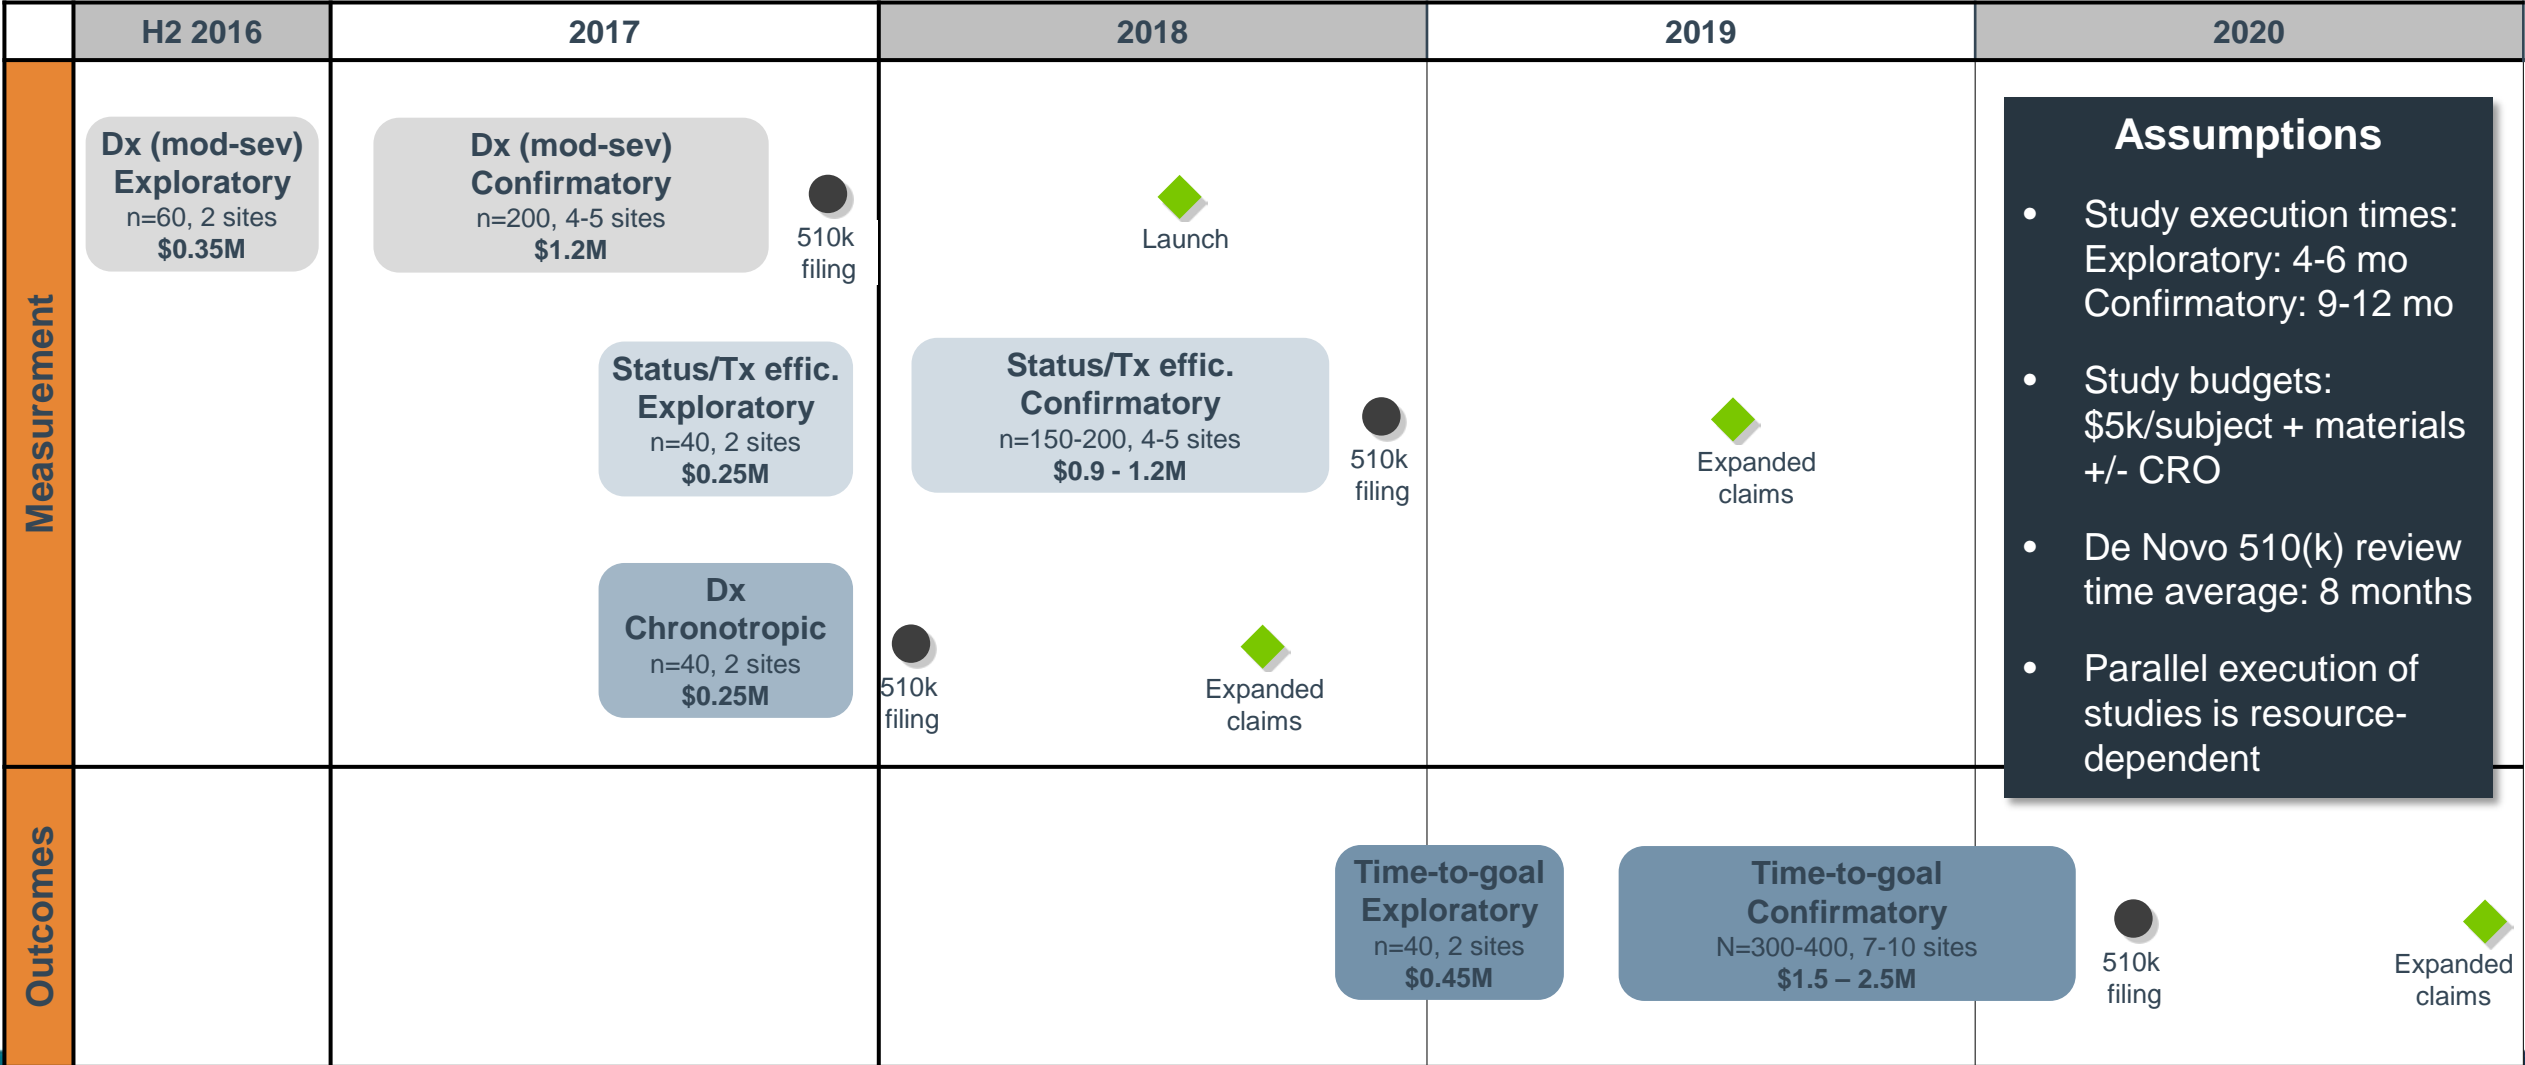 H2 2016
2017
2018
2019
2020
Measurement
Dx (mod-sev)
Exploratory
n=60, 2 sites
$0.35M
Dx (mod-sev)
Confirmatory
n=200, 4-5 sites
$1.2M
510k
filing
Launch
Status/Tx effic.
Exploratory
n=40, 2 sites
$0.25M
Status/Tx effic.
Confirmatory
n=150-200, 4-5 sites
$0.9 - 1.2M
510k
filing
Expanded
claims
Dx
Chronotropic
n=40, 2 sites
$0.25M
510k
filing
Expanded
claims
Assumptions
• Study execution times:
Exploratory: 4-6 mo
Confirmatory: 9-12 mo
• Study budgets:
$5k/subject + materials
+/- CRO
• De Novo 510(k) review
time average: 8 months
• Parallel execution of
studies is resource-
dependent
Outcomes
Time-to-goal
Exploratory
n=40, 2 sites
$0.45M
Time-to-goal
Confirmatory
N=300-400, 7-10 sites
$1.5 – 2.5M
510k
filing
Expanded
claims